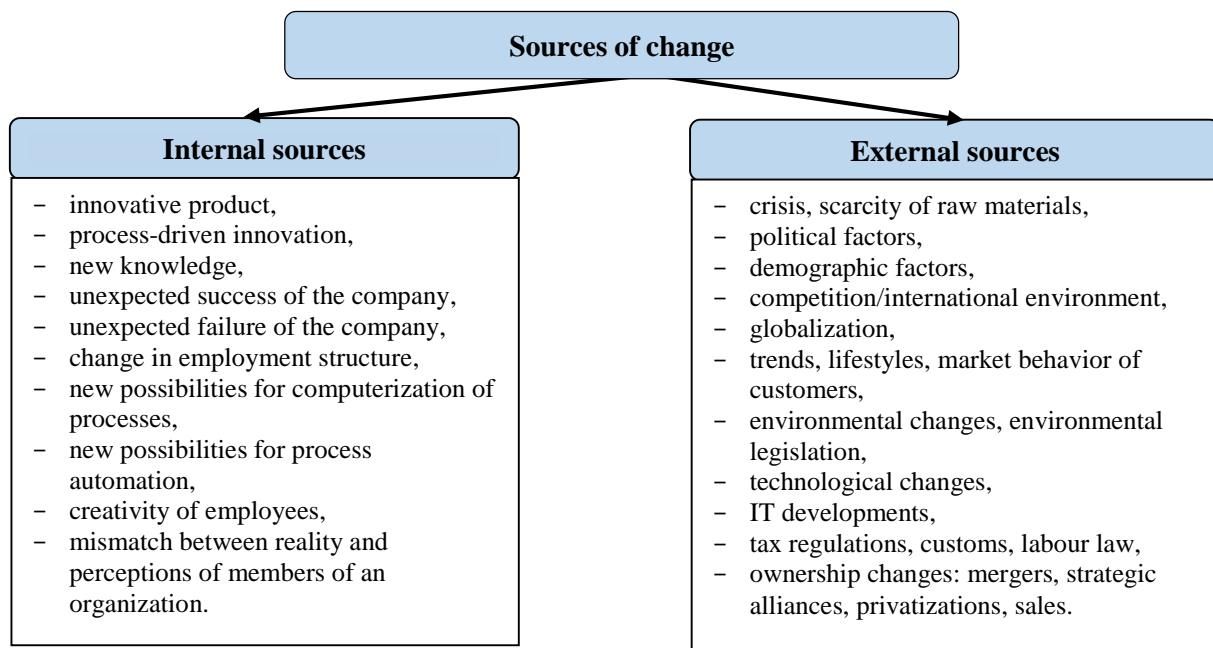 Sources of change
Internal sources
– innovative product,
– process-driven innovation,
– new knowledge,
– unexpected success of the company,
– unexpected failure of the company,
– change in employment structure,
– new possibilities for computerization of
processes,
– new possibilities for process
automation,
– creativity of employees,
– mismatch between reality and
perceptions of members of an
organization.
External sources
– crisis, scarcity of raw materials,
– political factors,
– demographic factors,
– competition/international environment,
– globalization,
– trends, lifestyles, market behavior of
customers,
– environmental changes, environmental
legislation,
– technological changes,
– IT developments,
– tax regulations, customs, labour law,
– ownership changes: mergers, strategic
alliances, privatizations, sales.